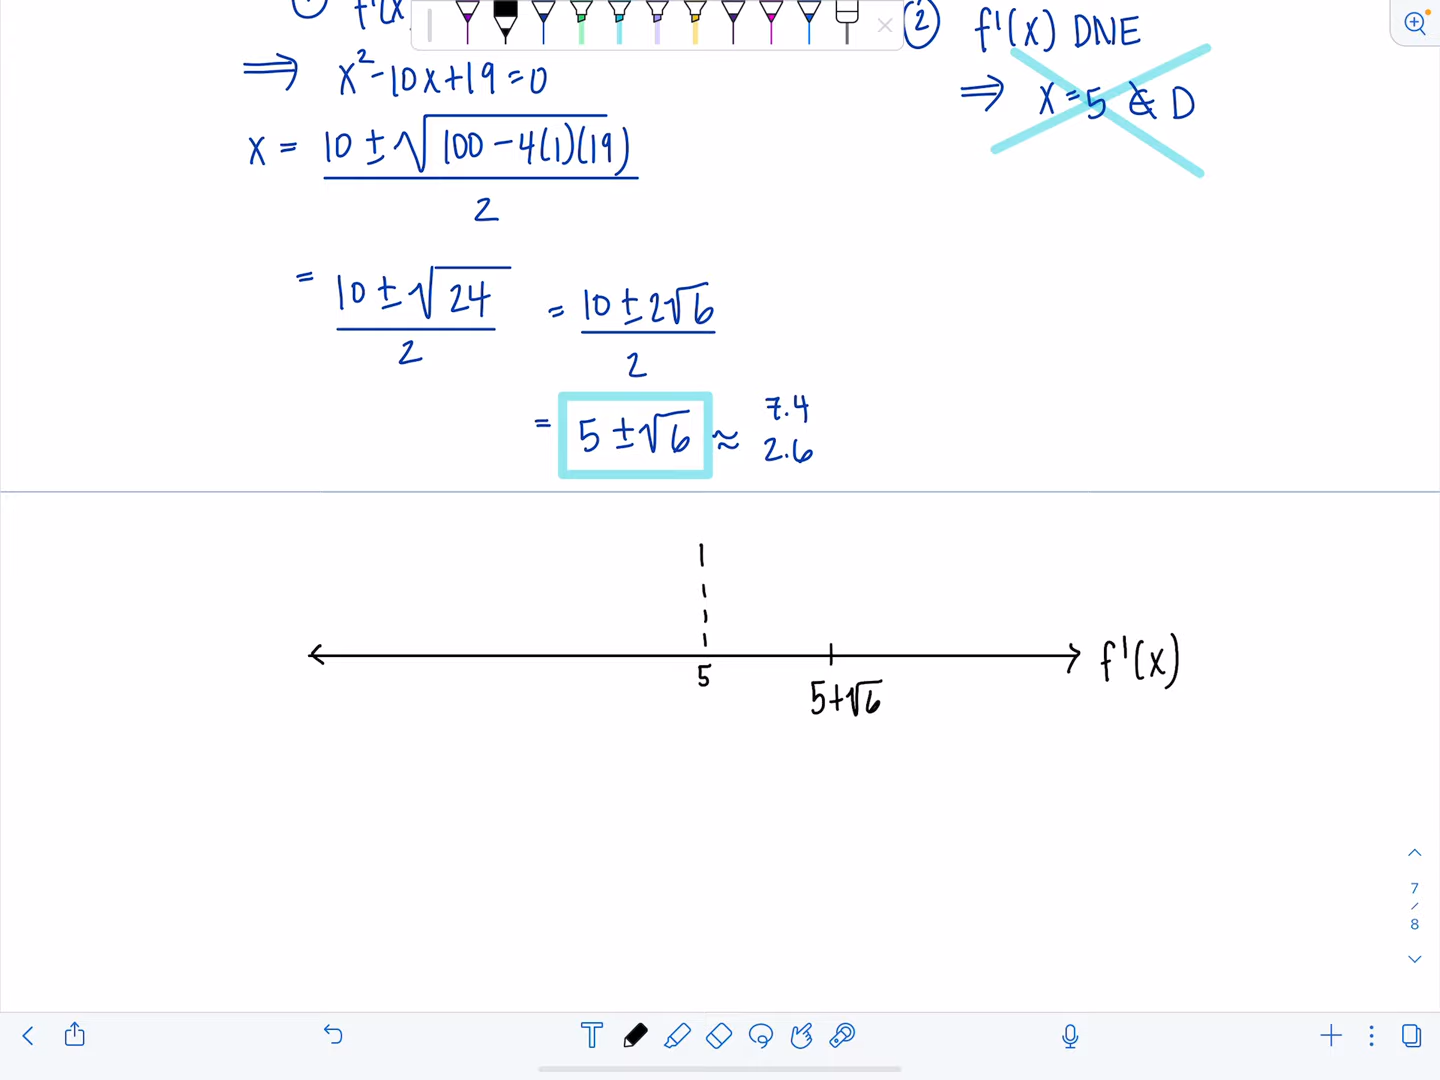 ① f'(x
⇒ x²-10x+19=0
x = 10 ± √(100-4(1)(19)) / 2
= 10 ± √24 / 2 = 10 ± 2√6 / 2
= 5 ± √6 ≈ 7.4
2.6
② f'(x) DNE
⇒ x=5 ∉ D
5
5+√6
f'(x)
7
/
8
T